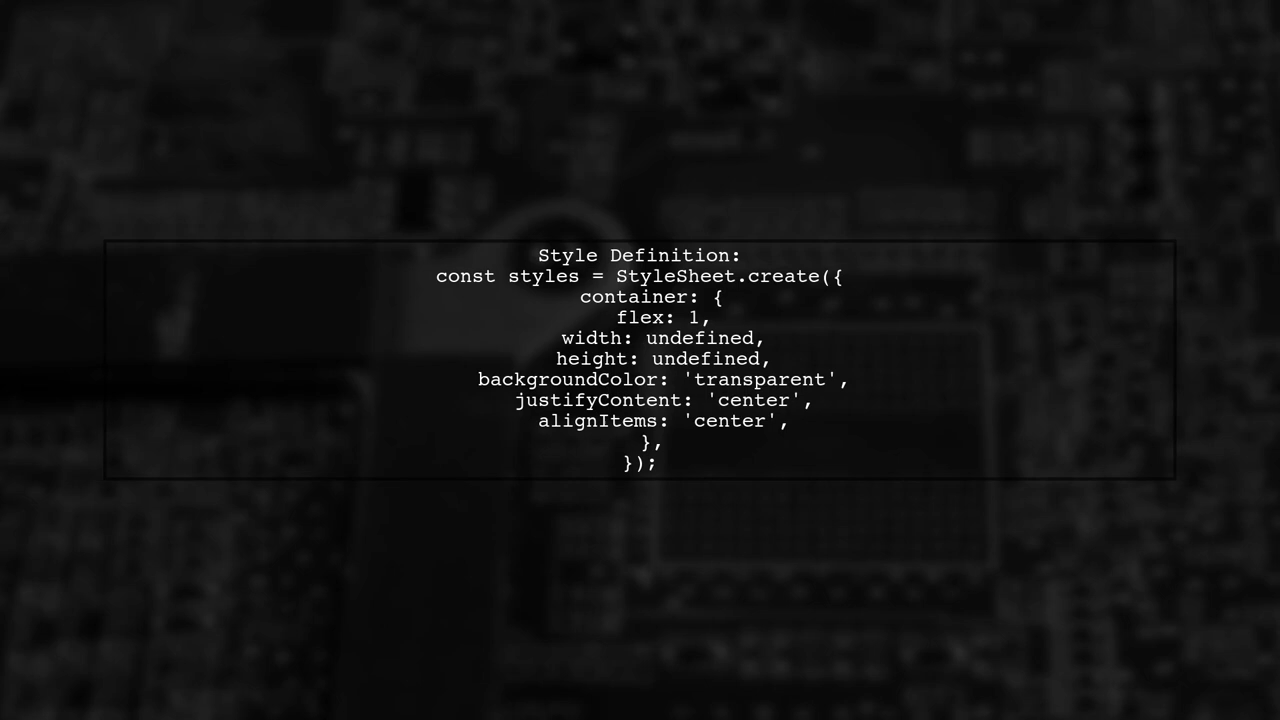 Style Definition:
const styles = StyleSheet.create({
container: {
flex: 1,
width: undefined,
height: undefined,
backgroundColor: 'transparent',
justifyContent: 'center',
alignItems: 'center',
},
});